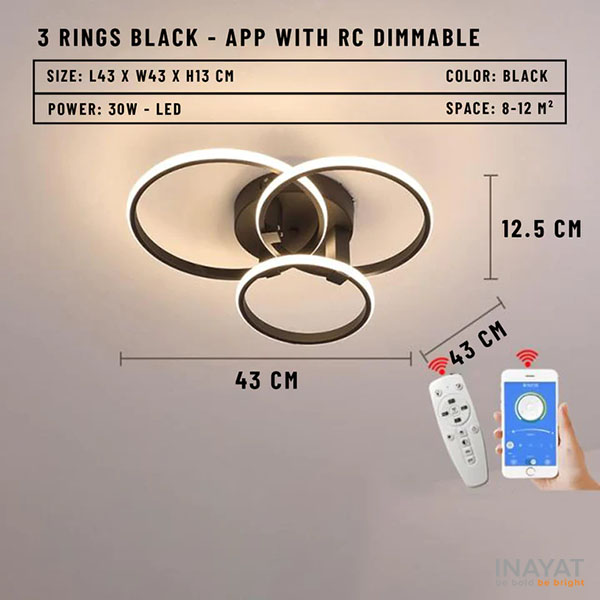 3 RINGS BLACK - APP WITH RC DIMMABLE
SIZE: L43 X W43 X H13 CM COLOR: BLACK
POWER: 30W - LED SPACE: 8-12 M²
12.5 CM
43 CM
43 CM
INAYAT
be bold be bright